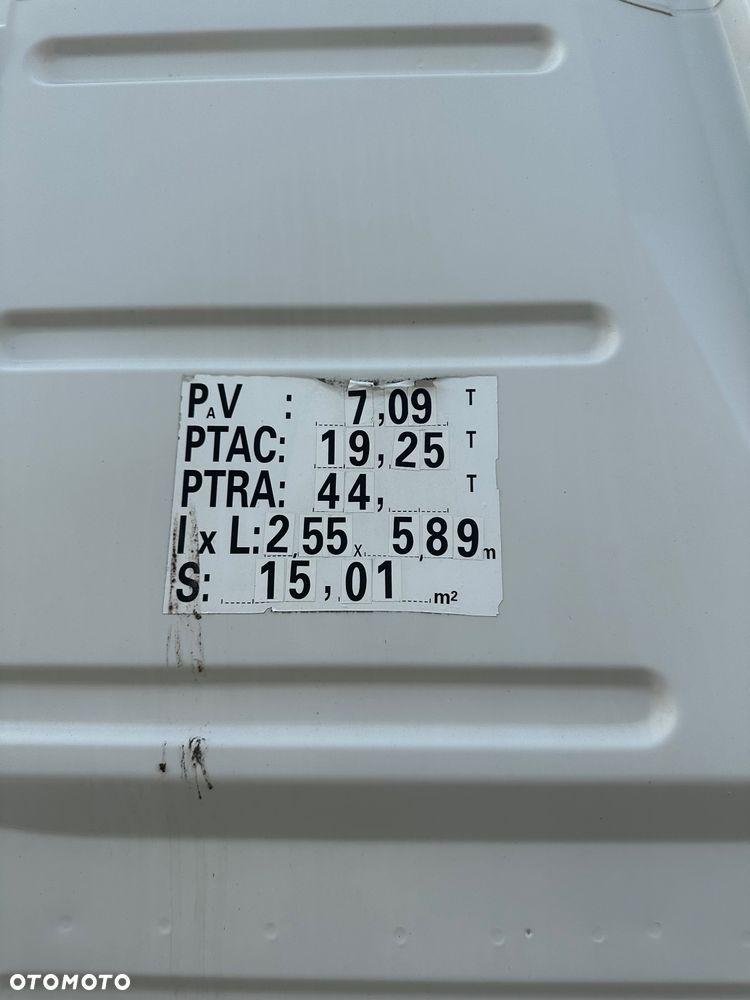 PAV : 7,09 T
PTAC: 19,25 T
PTRA: 44, T
l x L: 2,55 x 5,89 m
S: 15,01 m²
OTOMOTO